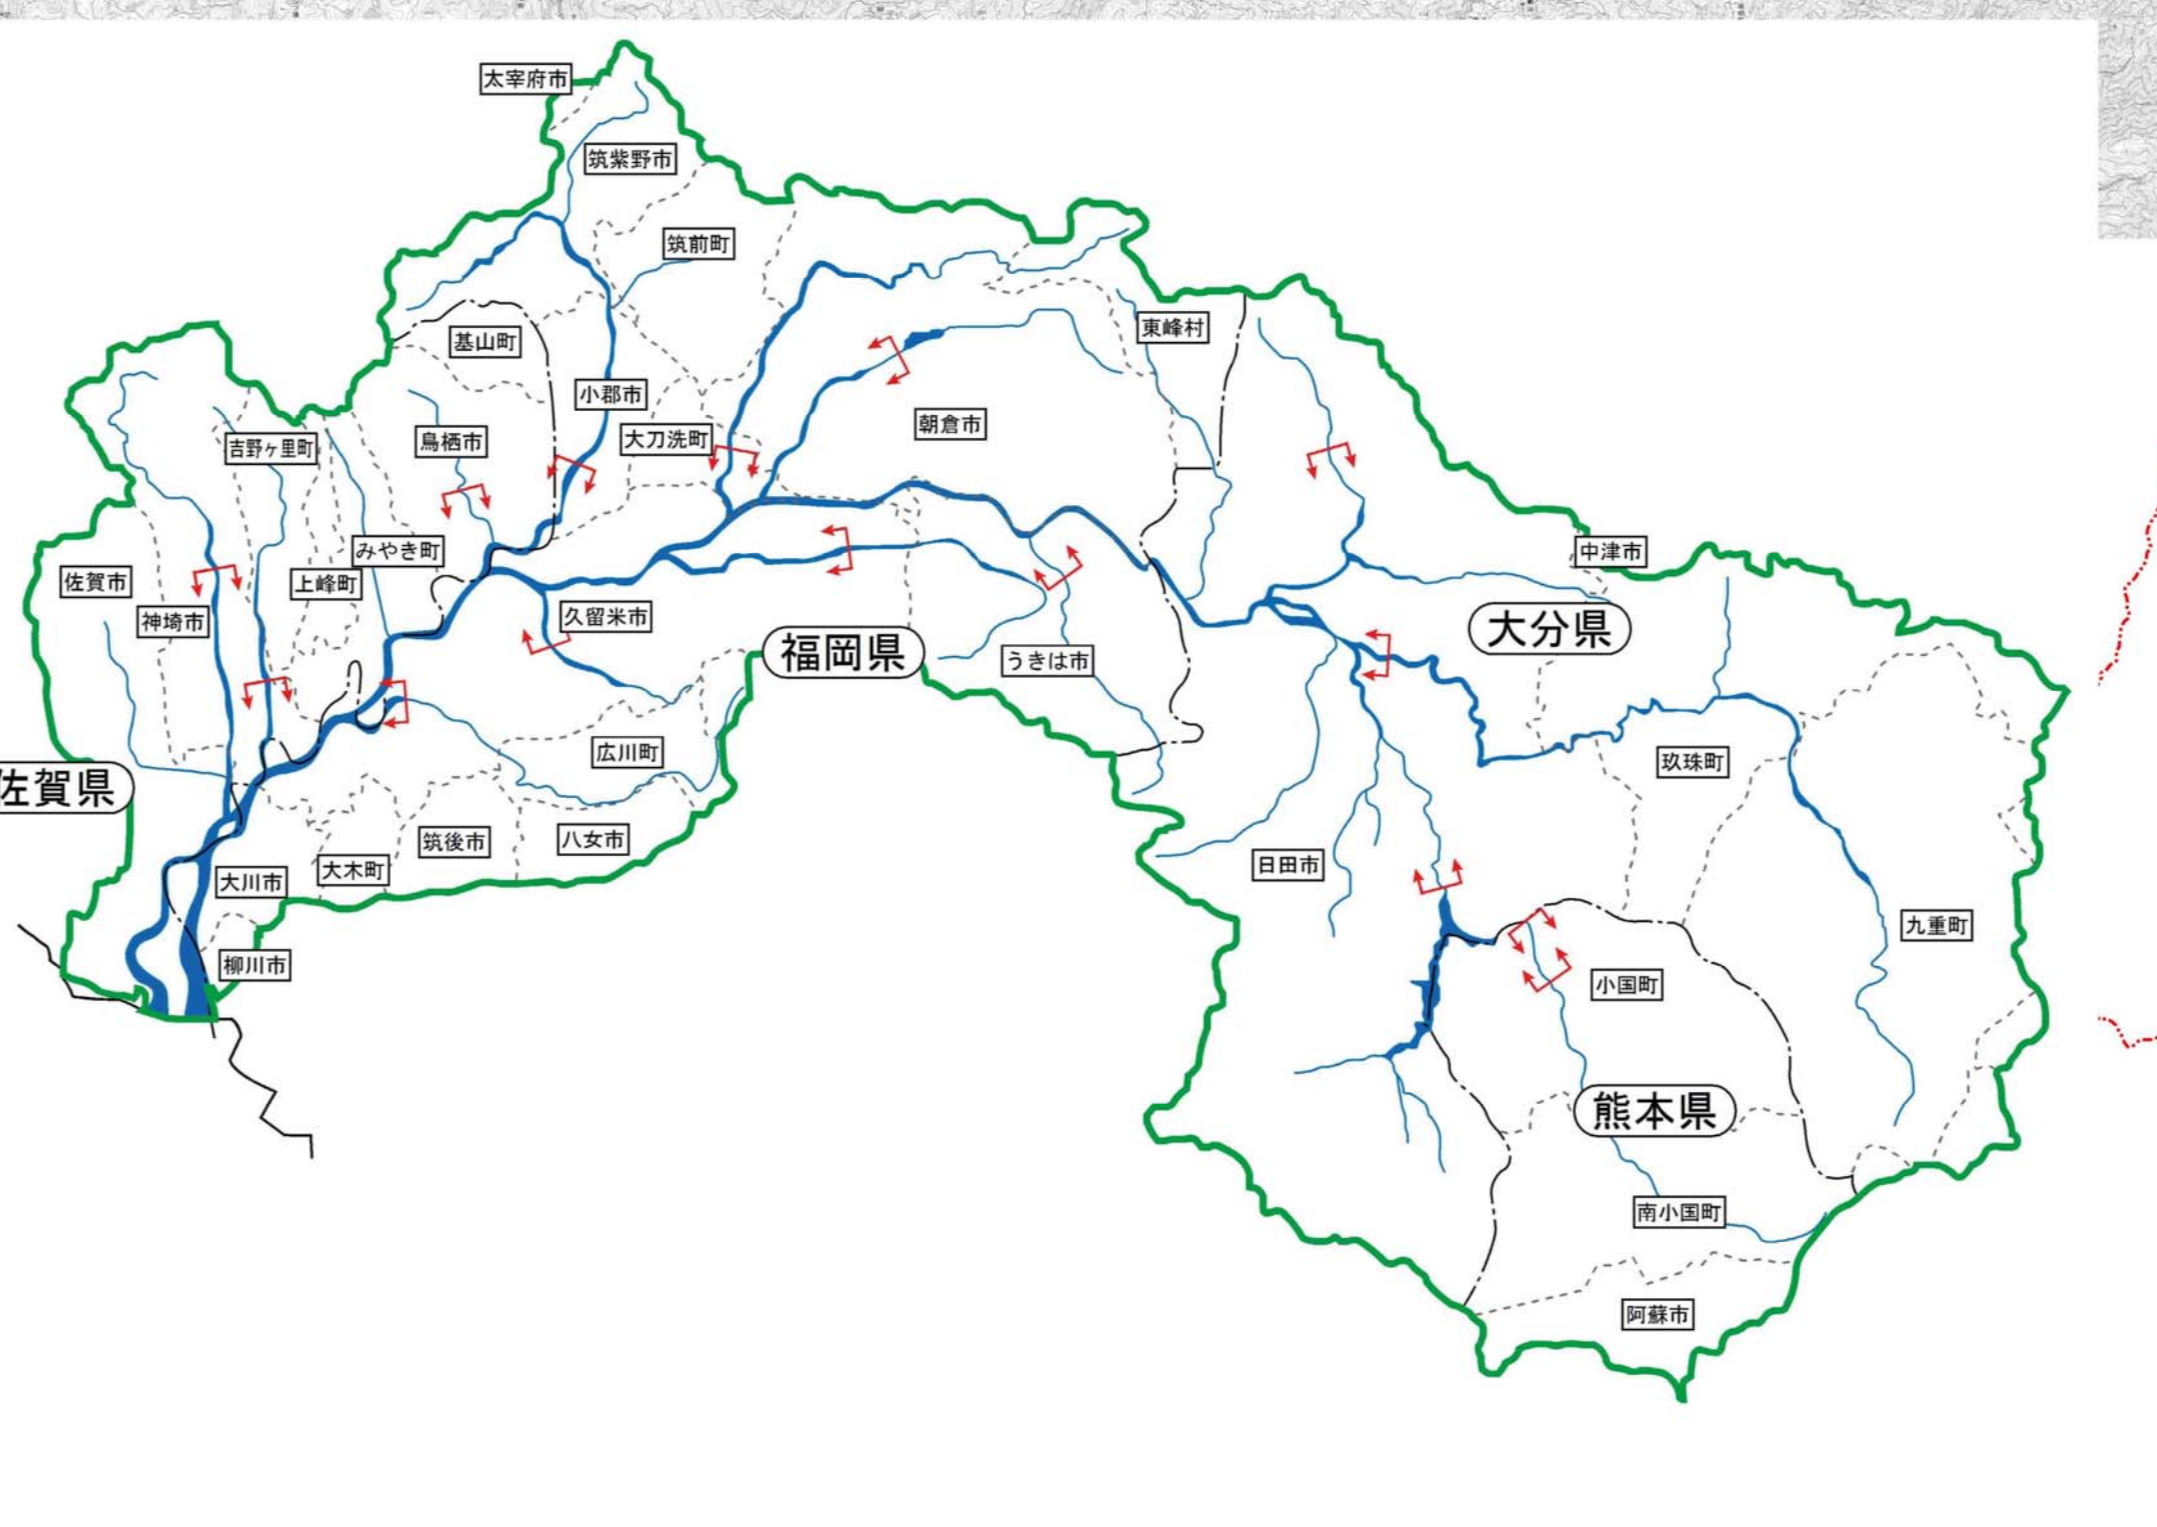 太宰府市
筑紫野市
筑前町
東峰村
基山町
小郡市
朝倉市
吉野ヶ里町
鳥栖市
大刀洗町
みやき町
中津市
佐賀市
上峰町
神埼市
久留米市
大分県
福岡県
うきは市
広川町
玖珠町
佐賀県
筑後市
八女市
日田市
大木町
大川市
九重町
柳川市
小国町
熊本県
南小国町
阿蘇市